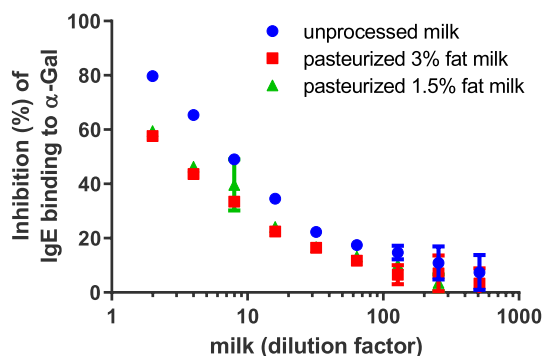 100
80
60
40
20
0
Inhibition (%) of
IgE binding to α-Gal
unprocessed milk
pasteurized 3% fat milk
pasteurized 1.5% fat milk
1
10
100
1000
milk (dilution factor)